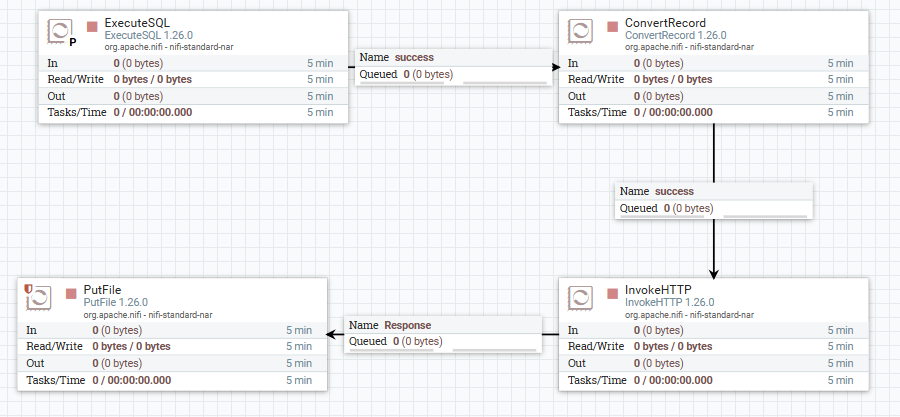 ExecuteSQL
ExecuteSQL 1.26.0
org.apache.nifi - nifi-standard-nar
P
In 0 (0 bytes) 5 min
Read/Write 0 bytes / 0 bytes 5 min
Out 0 (0 bytes) 5 min
Tasks/Time 0 / 00:00:00.000 5 min
Name success
Queued 0 (0 bytes)
ConvertRecord
ConvertRecord 1.26.0
org.apache.nifi - nifi-standard-nar
In 0 (0 bytes) 5 min
Read/Write 0 bytes / 0 bytes 5 min
Out 0 (0 bytes) 5 min
Tasks/Time 0 / 00:00:00.000 5 min
Name success
Queued 0 (0 bytes)
PutFile
PutFile 1.26.0
org.apache.nifi - nifi-standard-nar
In 0 (0 bytes) 5 min
Read/Write 0 bytes / 0 bytes 5 min
Out 0 (0 bytes) 5 min
Tasks/Time 0 / 00:00:00.000 5 min
Name Response
Queued 0 (0 bytes)
InvokeHTTP
InvokeHTTP 1.26.0
org.apache.nifi - nifi-standard-nar
In 0 (0 bytes) 5 min
Read/Write 0 bytes / 0 bytes 5 min
Out 0 (0 bytes) 5 min
Tasks/Time 0 / 00:00:00.000 5 min